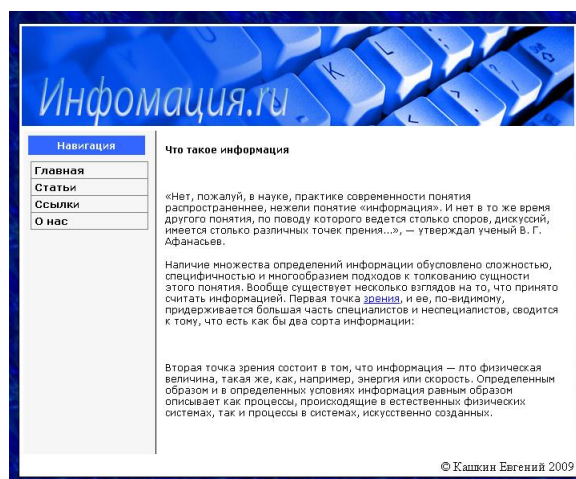 Инфомация.ru
Навигация
Главная
Статьи
Ссылки
О нас
Что такое информация
«Нет, пожалуй, в науке, практике современности понятия
распространеннее, нежели понятие «информация». И нет в то же время
другого понятия, по поводу которого ведется столько споров, дискуссий,
имеется столько различных точек прения...», — утверждал ученый В. Г.
Афанасьев.
Наличие множества определений информации обусловлено сложностью,
специфичностью и многообразием подходов к толкованию сущности
этого понятия. Вообще существует несколько взглядов на то, что принято
считать информацией. Первая точка зрения, и ее, по-видимому,
придерживается большая часть специалистов и неспециалистов, сводится
к тому, что есть как бы два сорта информации:
Вторая точка зрения состоит в том, что информация — лто физическая
величина, такая же, как, например, энергия или скорость. Определенным
образом и в определенных условиях информация равным образом
описывает как процессы, происходящие в естественных физических
системах, так и процессы в системах, искусственно созданных.
© Кашкин Евгений 2009